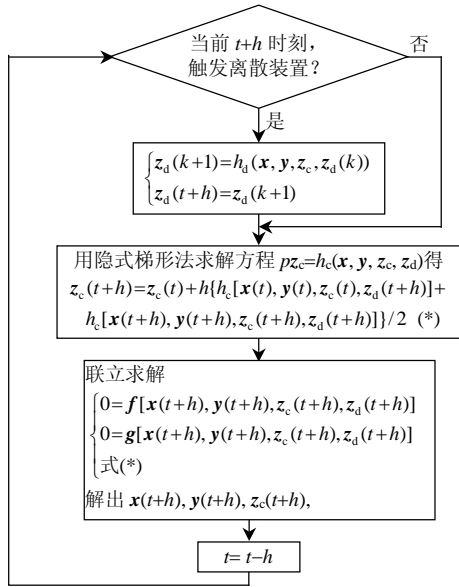 当前 t+h 时刻，
触发离散装置？
否
是
z_d(k+1)=h_d(x, y, z_c, z_d(k))
z_d(t+h)=z_d(k+1)
用隐式梯形法求解方程 pz_c=h_c(x, y, z_c, z_d)得
z_c(t+h)=z_c(t)+h{h_c[x(t), y(t), z_c(t), z_d(t+h)]+
h_c[x(t+h), y(t+h), z_c(t+h), z_d(t+h)]}/2 (*)
联立求解
0=f[x(t+h), y(t+h), z_c(t+h), z_d(t+h)]
0=g[x(t+h), y(t+h), z_c(t+h), z_d(t+h)]
式(*)
解出 x(t+h), y(t+h), z_c(t+h),
t= t−h